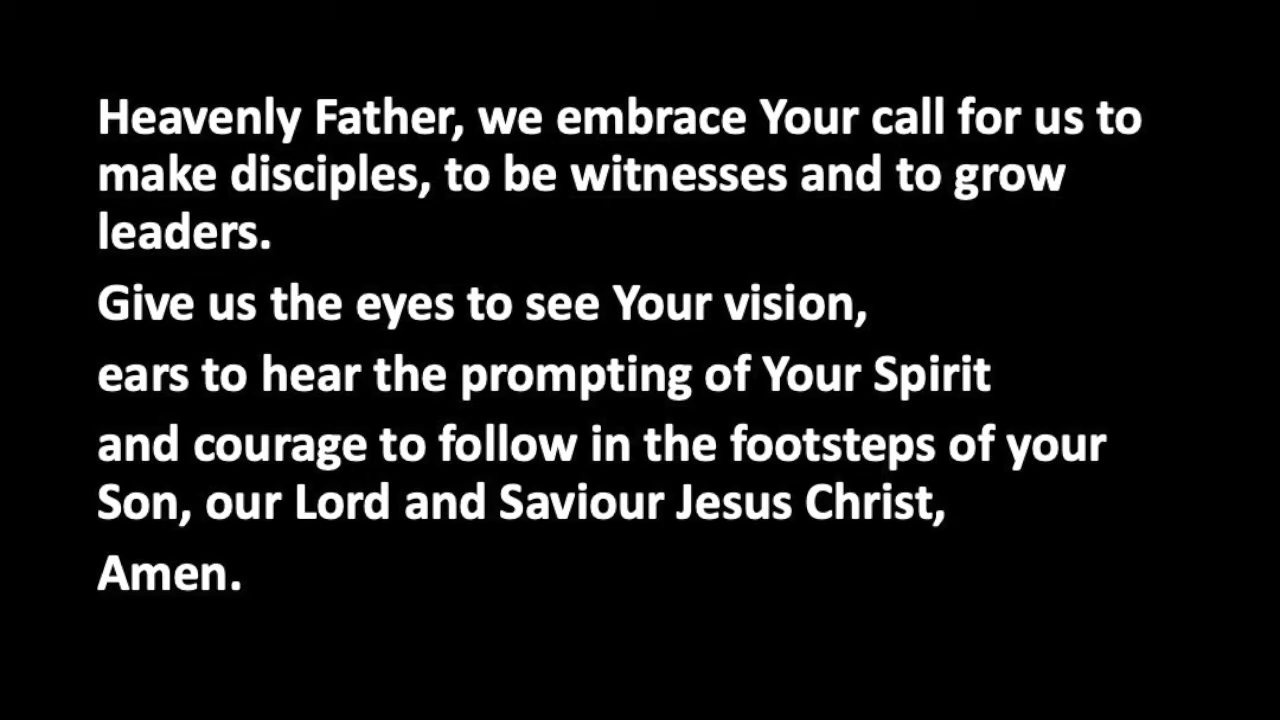 Heavenly Father, we embrace Your call for us to
make disciples, to be witnesses and to grow
leaders.
Give us the eyes to see Your vision,
ears to hear the prompting of Your Spirit
and courage to follow in the footsteps of your
Son, our Lord and Saviour Jesus Christ,
Amen.